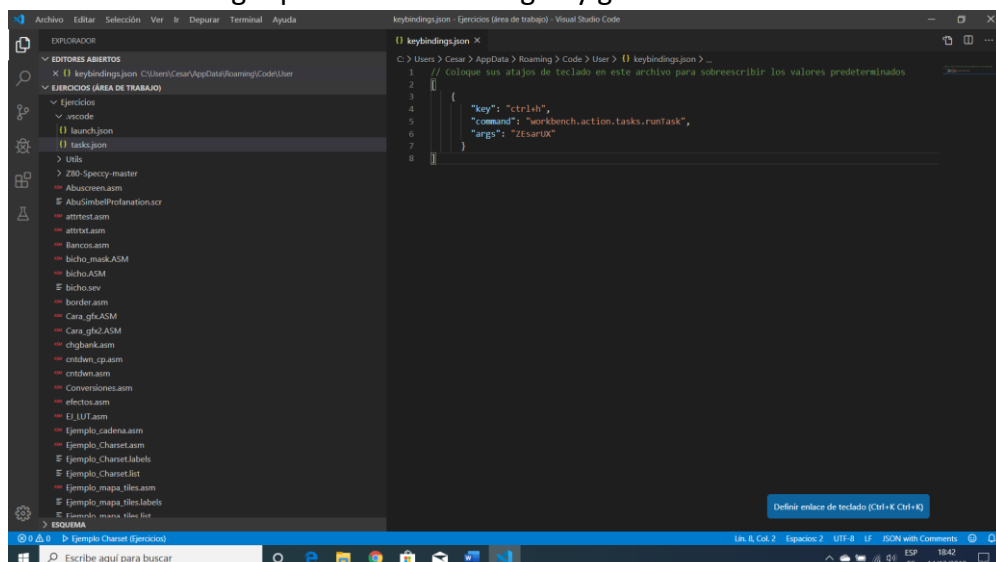 Archivo Editar Selección Ver Ir Depurar Terminal Ayuda
keybindings.json - Ejercicios (área de trabajo) - Visual Studio Code
EXPLORADOR
EDITORES ABIERTOS
keybindings.json C:\Users\Cesar\AppData\Roaming\Code\User
EJERCICIOS (ÁREA DE TRABAJO)
Ejercicios
.vscode
launch.json
tasks.json
Utils
Z80-Speccy-master
Abuscreen.asm
AbuSimbelProfanation.scr
attrtest.asm
attrtxt.asm
Bancos.asm
bicho_mask.ASM
bicho.ASM
bicho.sev
border.asm
Cara_gfx.ASM
Cara_gfx2.ASM
chgbank.asm
cntdwn_cp.asm
cntdwn.asm
Conversiones.asm
efectos.asm
EJ_LUT.asm
Ejemplo_cadena.asm
Ejemplo_Charset.asm
Ejemplo_Charset.labels
Ejemplo_Charset.list
Ejemplo_mapa_tiles.asm
Ejemplo_mapa_tiles.labels
Ejemplo_mapa_tiles.list
ESQUEMA
{} keybindings.json ×
C: > Users > Cesar > AppData > Roaming > Code > User > {} keybindings.json > ...
1 // Coloque sus atajos de teclado en este archivo para sobreescribir los valores predeterminados
2 [
3 {
4 "key": "ctrl+h",
5 "command": "workbench.action.tasks.runTask",
6 "args": "ZEsarUX"
7 }
8 ]
Definir enlace de teclado (Ctrl+K Ctrl+K)
0 0 Ejemplo Charset (Ejercicios)
Lín. 8, Col. 2 Espacios: 2 UTF-8 LF JSON with Comments
Escribe aquí para buscar
ESP 18:42